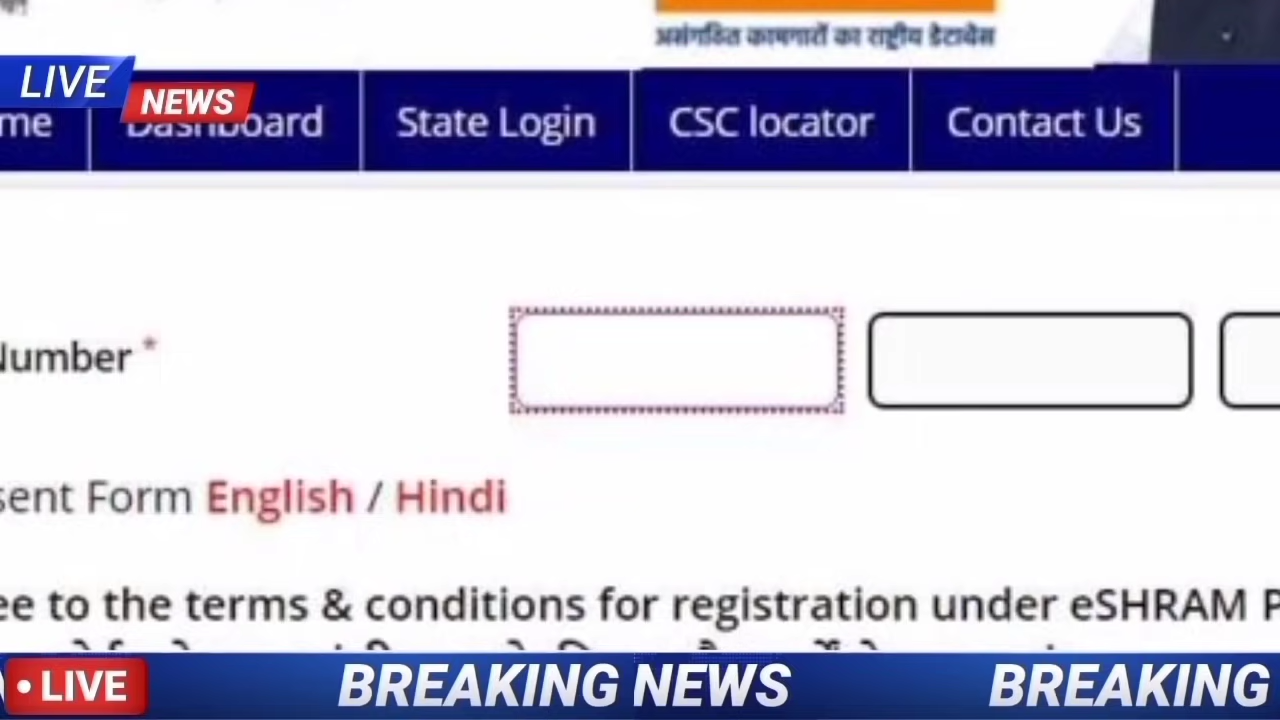 असंगठित कामगारों का राष्ट्रीय डेटाबेस
LIVE
NEWS
me Dashboard State Login CSC locator Contact Us
Number *
sent Form English / Hindi
ee to the terms & conditions for registration under eSHRAM P
LIVE BREAKING NEWS BREAKING